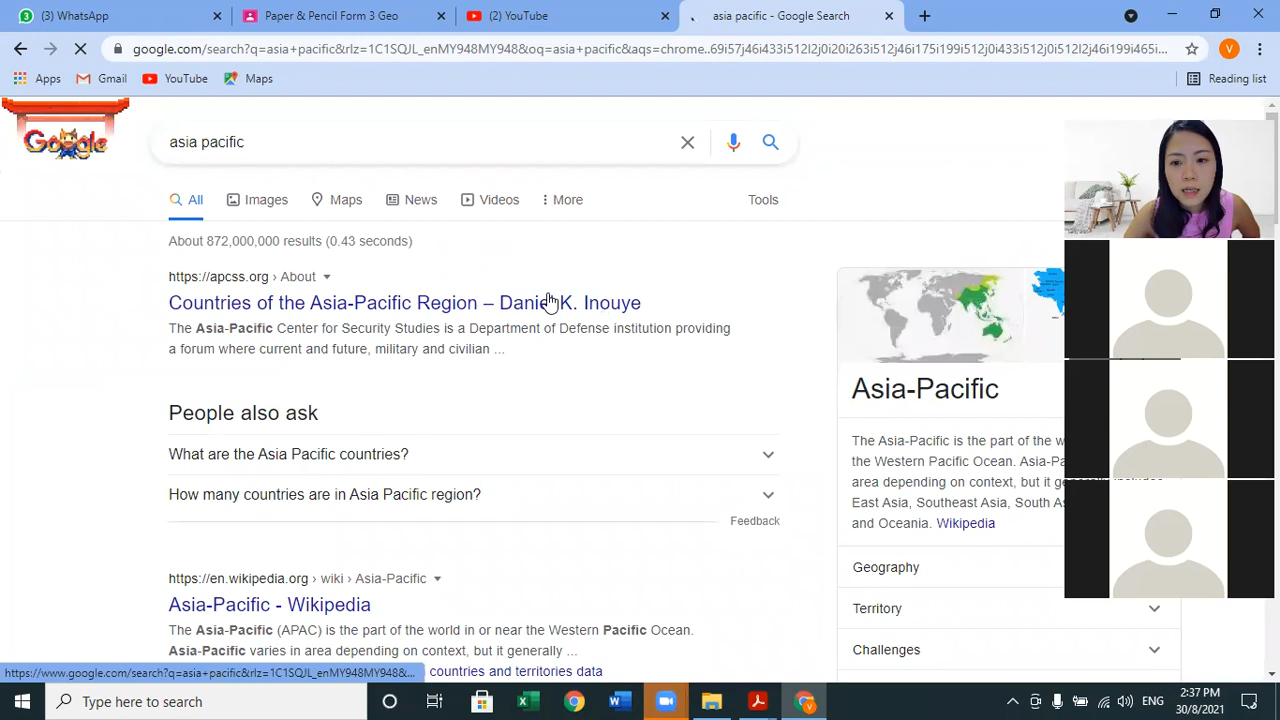 (3) WhatsApp
Paper & Pencil Form 3 Geo
(2) YouTube
asia pacific - Google Search
google.com/search?q=asia+pacific&rlz=1C1SQJL_enMY948MY948&oq=asia+pacific&aqs=chrome..69i57j46i433i512l2j0i20i263i512j46i175i199i512j0i433i512j0i512l2j46i199i465i...
V
Apps
Gmail
YouTube
Maps
Reading list
Google
asia pacific
All
Images
Maps
News
Videos
More
Tools
About 872,000,000 results (0.43 seconds)
https://apcss.org › About
Countries of the Asia-Pacific Region – Daniel K. Inouye
The Asia-Pacific Center for Security Studies is a Department of Defense institution providing
a forum where current and future, military and civilian ...
People also ask
What are the Asia Pacific countries?
How many countries are in Asia Pacific region?
Feedback
https://en.wikipedia.org › wiki › Asia-Pacific
Asia-Pacific - Wikipedia
The Asia-Pacific (APAC) is the part of the world in or near the Western Pacific Ocean.
Asia-Pacific varies in area depending on context, but it generally ...
countries and territories data
https://www.google.com/search?q=asia+pacific&rlz=1C1SQJL_enMY948MY948&...
Asia-Pacific
The Asia-Pacific is the part of the w
the Western Pacific Ocean. Asia-Pa
area depending on context, but it generally includes
East Asia, Southeast Asia, South As
and Oceania. Wikipedia
Geography
Territory
Challenges
Type here to search
ENG
2:37 PM
30/8/2021